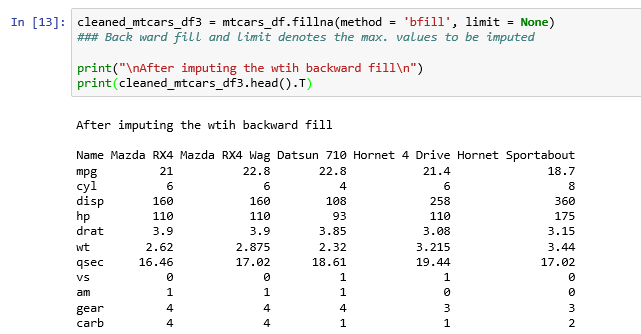 In [13]: cleaned_mtcars_df3 = mtcars_df.fillna(method = 'bfill', limit = None)
### Back ward fill and limit denotes the max. values to be imputed
print("\nAfter imputing the wtih backward fill\n")
print(cleaned_mtcars_df3.head().T)
After imputing the wtih backward fill
Name Mazda RX4 Mazda RX4 Wag Datsun 710 Hornet 4 Drive Hornet Sportabout
mpg 21 22.8 22.8 21.4 18.7
cyl 6 6 4 6 8
disp 160 160 108 258 360
hp 110 110 93 110 175
drat 3.9 3.9 3.85 3.08 3.15
wt 2.62 2.875 2.32 3.215 3.44
qsec 16.46 17.02 18.61 19.44 17.02
vs 0 0 1 1 0
am 1 1 1 0 0
gear 4 4 4 3 3
carb 4 4 1 1 2